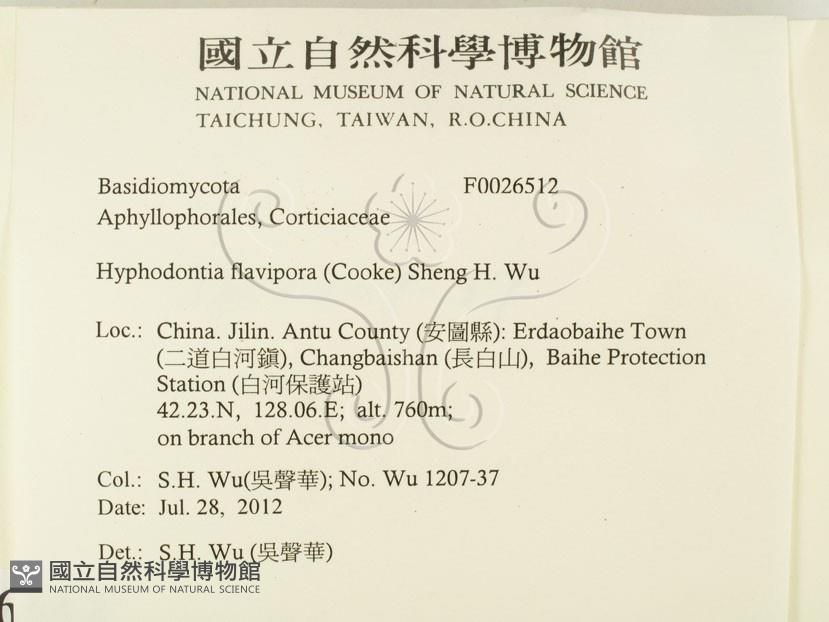 國立自然科學博物館
NATIONAL MUSEUM OF NATURAL SCIENCE
TAICHUNG, TAIWAN, R.O.CHINA
Basidiomycota F0026512
Aphyllophorales, Corticiaceae
Hyphodontia flavipora (Cooke) Sheng H. Wu
Loc.: China. Jilin. Antu County (安圖縣): Erdaobaihe Town
(二道白河鎮), Changbaishan (長白山), Baihe Protection
Station (白河保護站)
42.23.N, 128.06.E; alt. 760m;
on branch of Acer mono
Col.: S.H. Wu(吳聲華); No. Wu 1207-37
Date: Jul. 28, 2012
Det.: S.H. Wu (吳聲華)
國立自然科學博物館
NATIONAL MUSEUM OF NATURAL SCIENCE